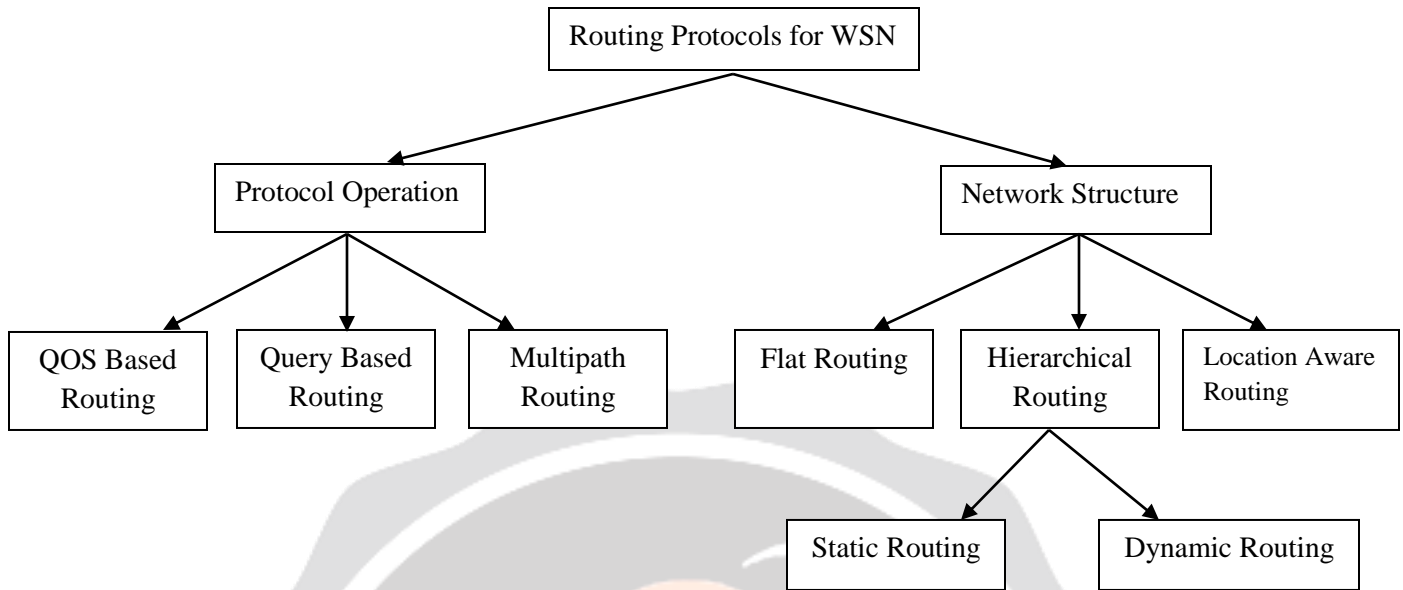 Routing Protocols for WSN
Protocol Operation
Network Structure
QOS Based
Routing
Query Based
Routing
Multipath
Routing
Flat Routing
Hierarchical
Routing
Location Aware
Routing
Static Routing
Dynamic Routing